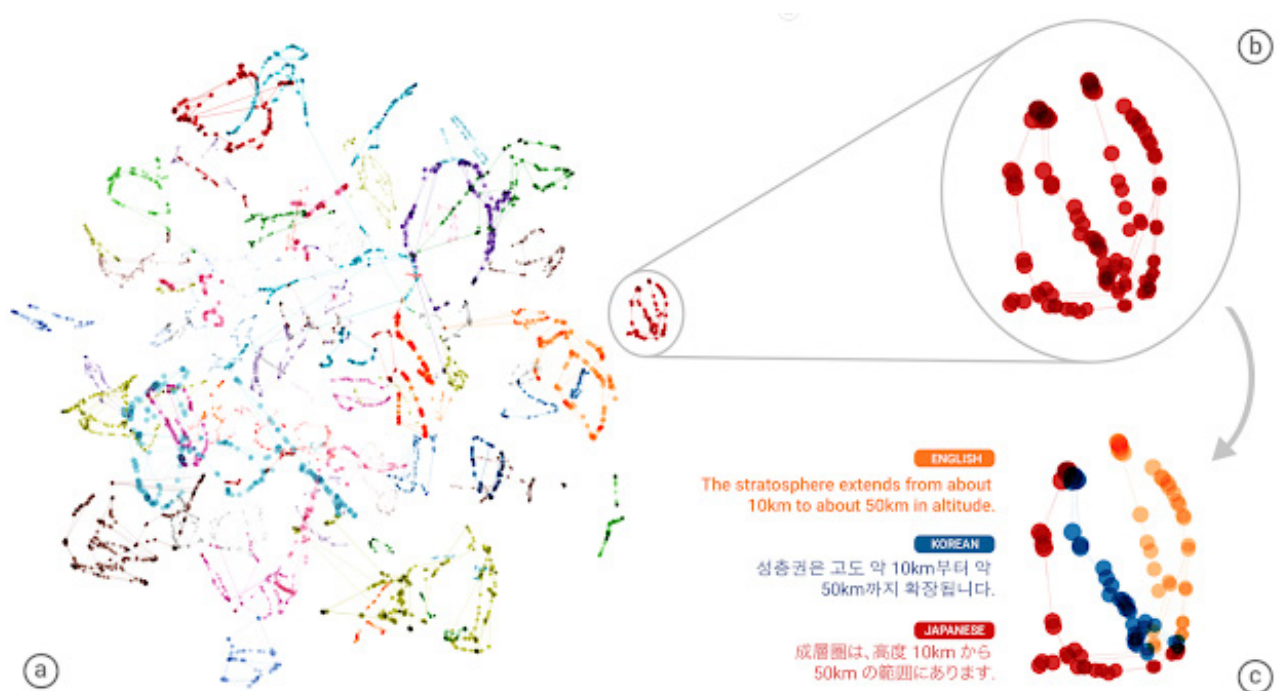 b
ENGLISH
The stratosphere extends from about
10km to about 50km in altitude.
KOREAN
성층권은 고도 약 10km부터 약
50km까지 확장됩니다.
JAPANESE
成層圏は、高度 10km から
50km の範囲にあります。
a
c